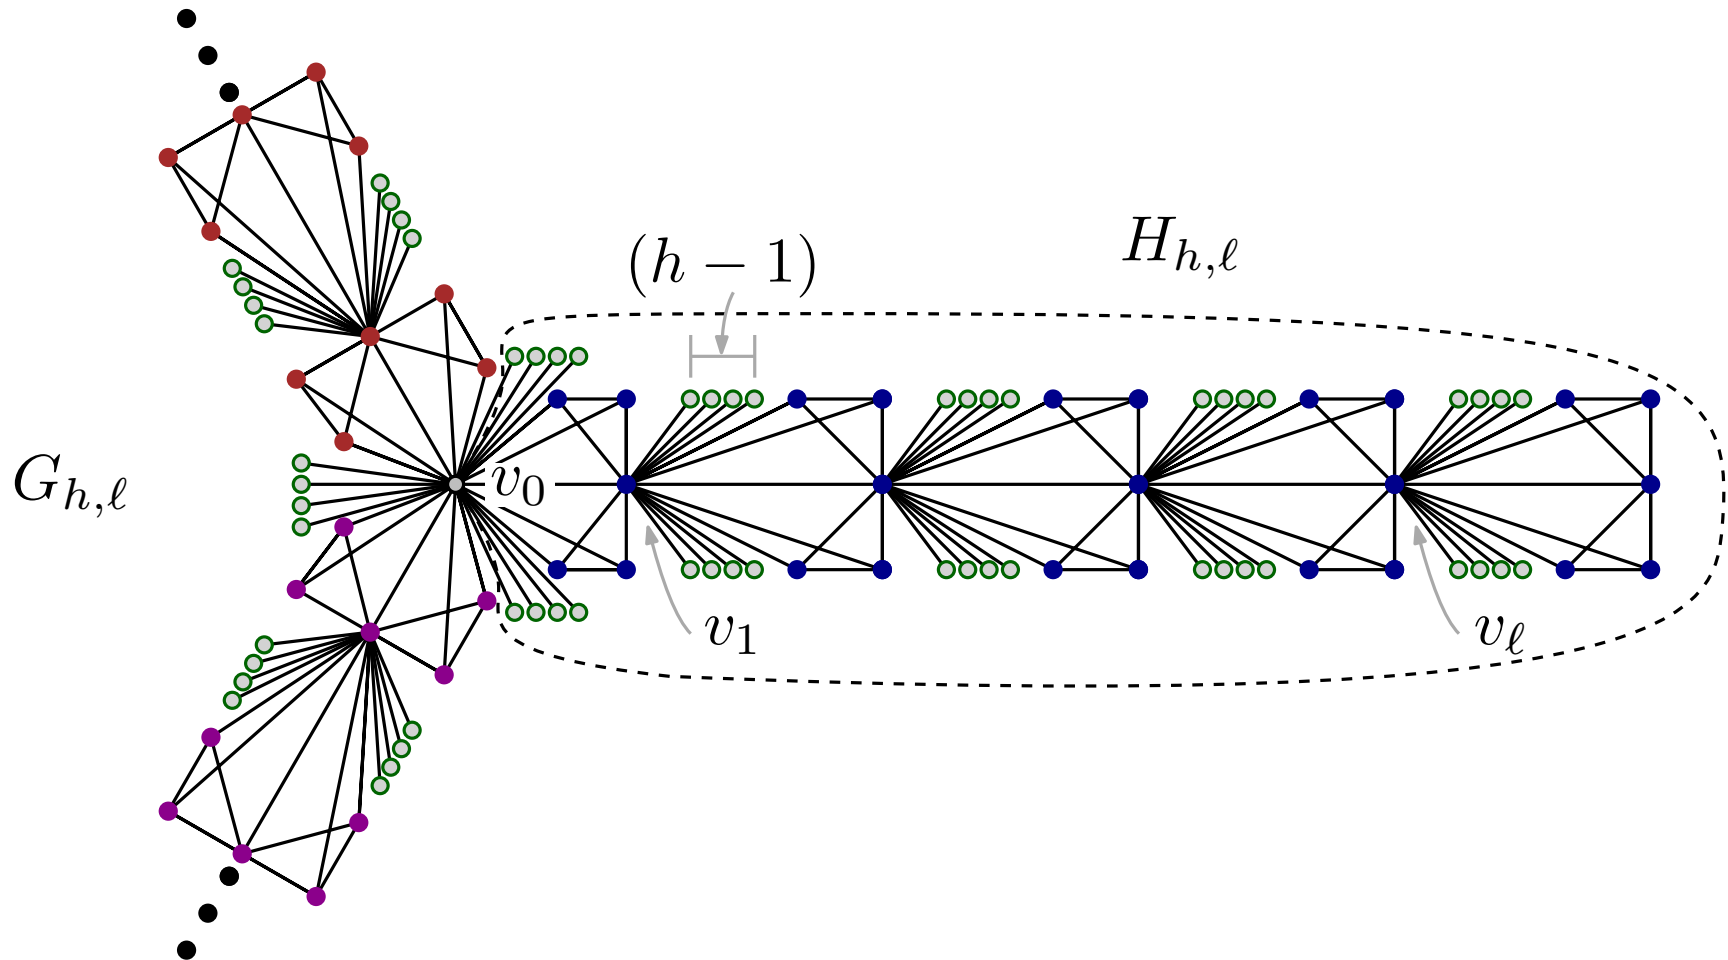 H_{h,ℓ}
(h − 1)
G_{h,ℓ}
v_0
v_1
v_ℓ